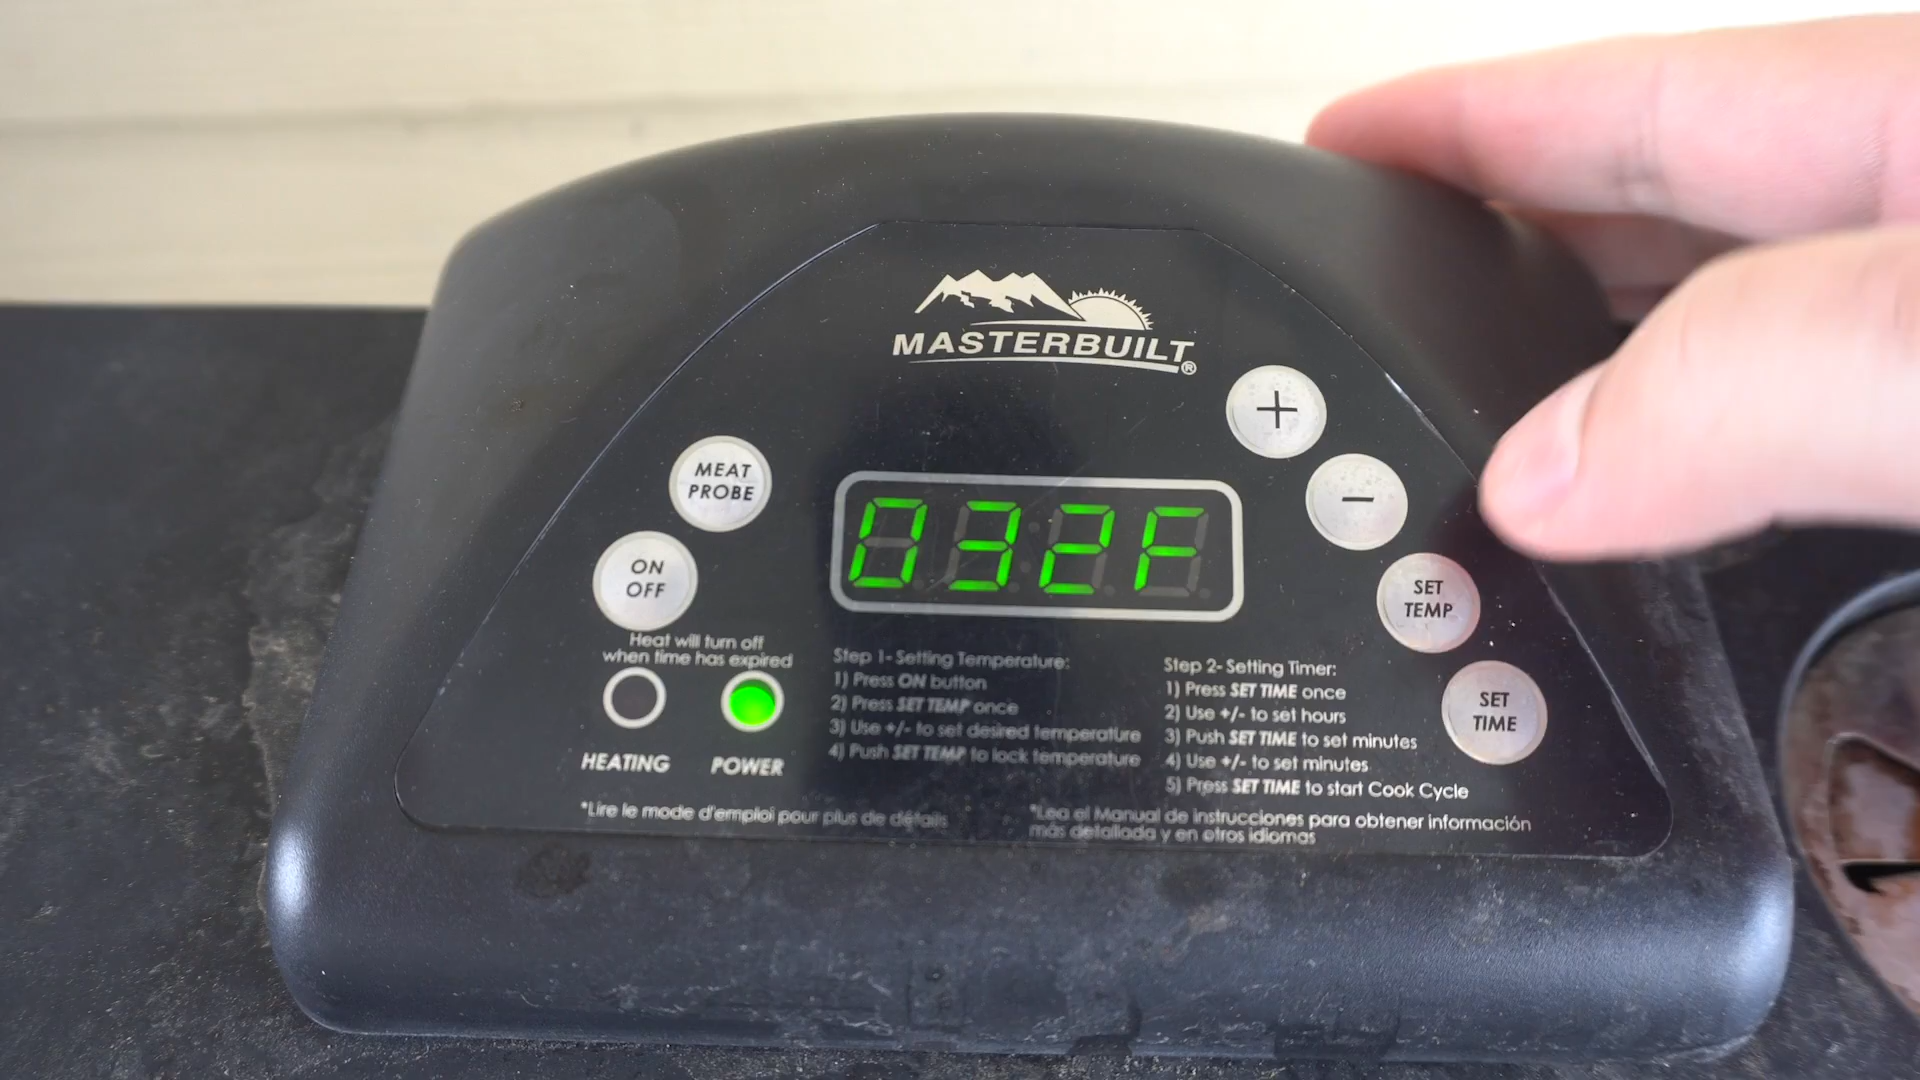 MASTERBUILT®
+
MEAT
PROBE
−
032F
ON
OFF
SET
TEMP
Heat will turn off
when time has expired
HEATING
POWER
Step 1- Setting Temperature:
1) Press ON button
2) Press SET TEMP once
3) Use +/- to set desired temperature
4) Push SET TEMP to lock temperature
Step 2- Setting Timer:
1) Press SET TIME once
2) Use +/- to set hours
3) Push SET TIME to set minutes
4) Use +/- to set minutes
5) Press SET TIME to start Cook Cycle
SET
TIME
*Lire le mode d'emploi pour plus de détails
*Lea el Manual de instrucciones para obtener información
más detallada y en otros idiomas